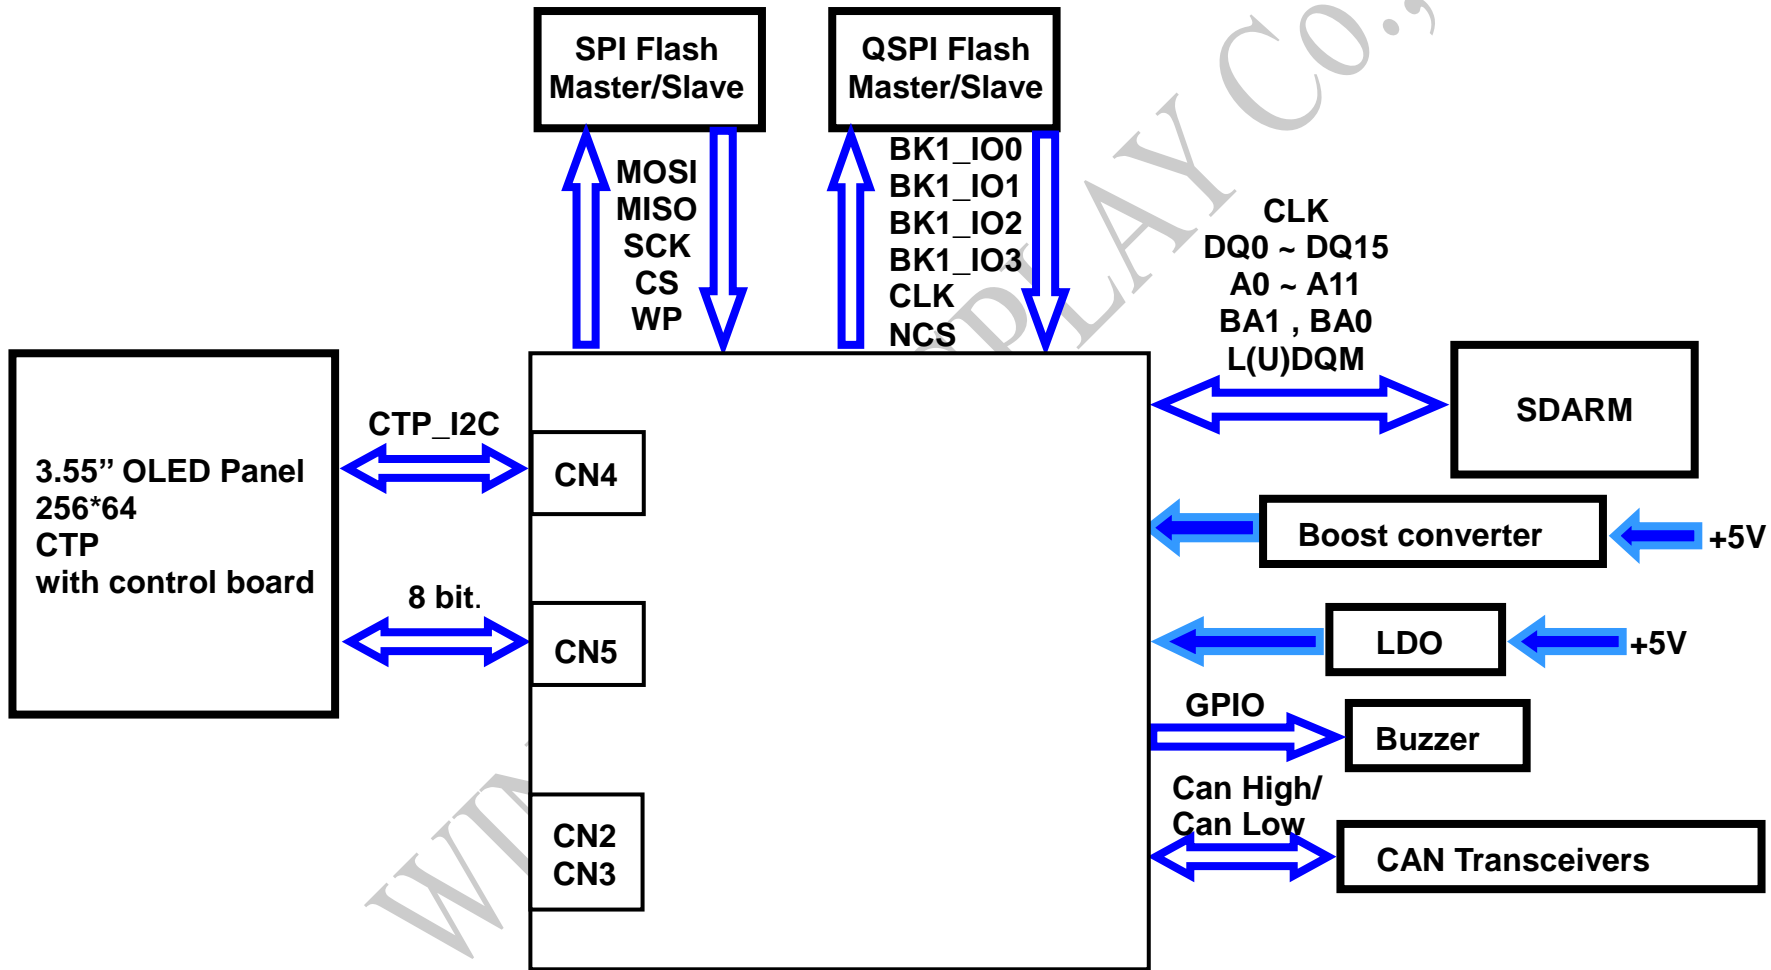 SPI Flash
Master/Slave
QSPI Flash
Master/Slave
MOSI
MISO
SCK
CS
WP
BK1_IO0
BK1_IO1
BK1_IO2
BK1_IO3
CLK
NCS
CLK
DQ0 ~ DQ15
A0 ~ A11
BA1 , BA0
L(U)DQM
SDARM
3.55’’ OLED Panel
256*64
CTP
with control board
CTP_I2C
CN4
8 bit.
CN5
CN2
CN3
Boost converter
+5V
LDO
+5V
GPIO
Buzzer
Can High/
Can Low
CAN Transceivers
PLAY Co.,